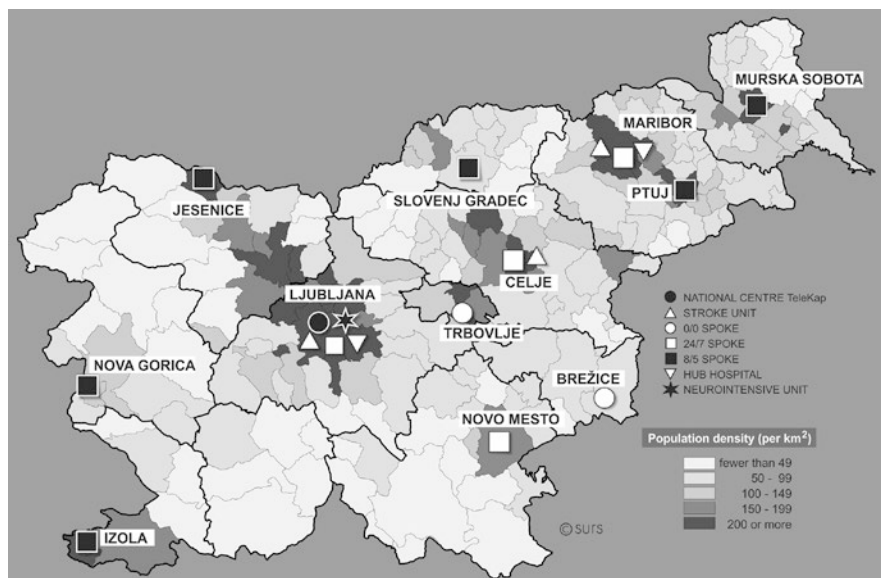 MURSKA SOBOTA
MARIBOR
PTUJ
SLOVENJ GRADEC
JESENICE
CELJE
LJUBLJANA
TRBOVLJE
NOVA GORICA
BREŽICE
NOVO MESTO
IZOLA
NATIONAL CENTRE TeleKap
STROKE UNIT
0/0 SPOKE
24/7 SPOKE
8/5 SPOKE
HUB HOSPITAL
NEUROINTENSIVE UNIT
Population density (per km²)
fewer than 49
50 - 99
100 - 149
150 - 199
200 or more
© surs